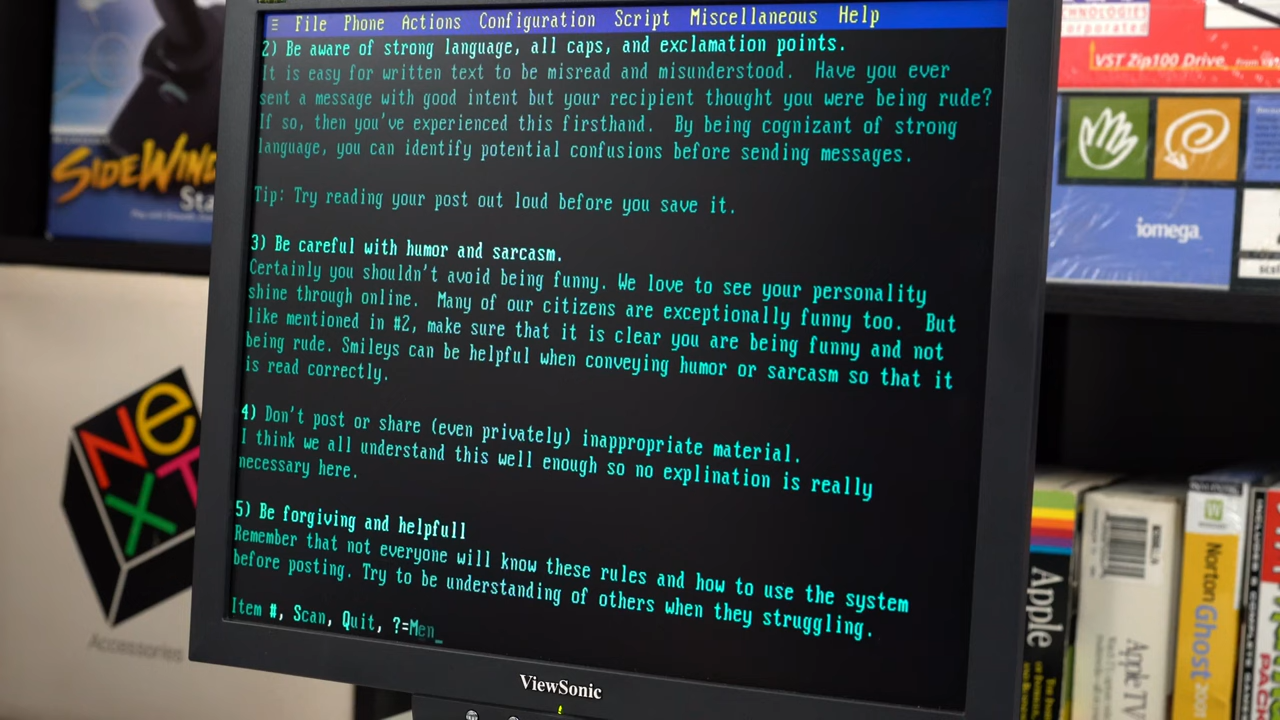 ≡ File Phone Actions Configuration Script Miscellaneous Help
2) Be aware of strong language, all caps, and exclamation points.
It is easy for written text to be misread and misunderstood. Have you ever
sent a message with good intent but your recipient thought you were being rude?
If so, then you've experienced this firsthand. By being cognizant of strong
language, you can identify potential confusions before sending messages.
Tip: Try reading your post out loud before you save it.
3) Be careful with humor and sarcasm.
Certainly you shouldn't avoid being funny. We love to see your personality
shine through online. Many of our citizens are exceptionally funny too. But
like mentioned in #2, make sure that it is clear you are being funny and not
being rude. Smileys can be helpful when conveying humor or sarcasm so that it
is read correctly.
4) Don't post or share (even privately) inappropriate material.
I think we all understand this well enough so no explination is really
necessary here.
5) Be forgiving and helpfull
Remember that not everyone will know these rules and how to use the system
before posting. Try to be understanding of others when they struggling.
Item #, Scan, Quit, ?=Men_
ViewSonic
SIDEWIN
Sta
NeXT
Accessories
TECHNOLOGIES
VST Zip100 Drive
iomega
Apple
Apple TV
Norton
Ghost